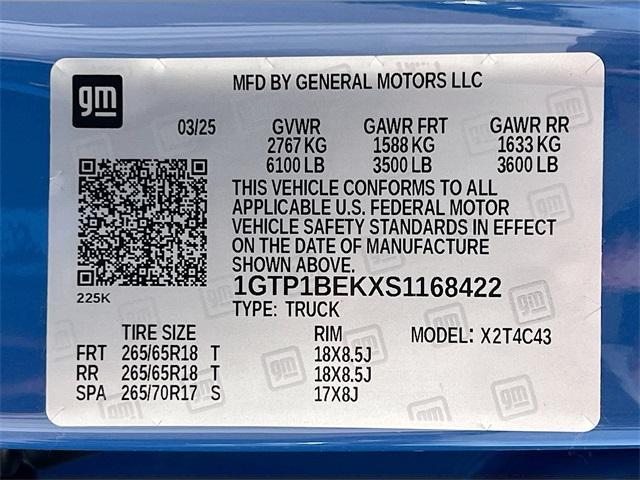 gm
MFD BY GENERAL MOTORS LLC
03/25 GVWR GAWR FRT GAWR RR
2767 KG 1588 KG 1633 KG
6100 LB 3500 LB 3600 LB
THIS VEHICLE CONFORMS TO ALL
APPLICABLE U.S. FEDERAL MOTOR
VEHICLE SAFETY STANDARDS IN EFFECT
ON THE DATE OF MANUFACTURE
SHOWN ABOVE.
225K
1GTP1BEKXS1168422
TYPE: TRUCK
TIRE SIZE RIM MODEL: X2T4C43
FRT 265/65R18 T 18X8.5J
RR 265/65R18 T 18X8.5J
SPA 265/70R17 S 17X8J